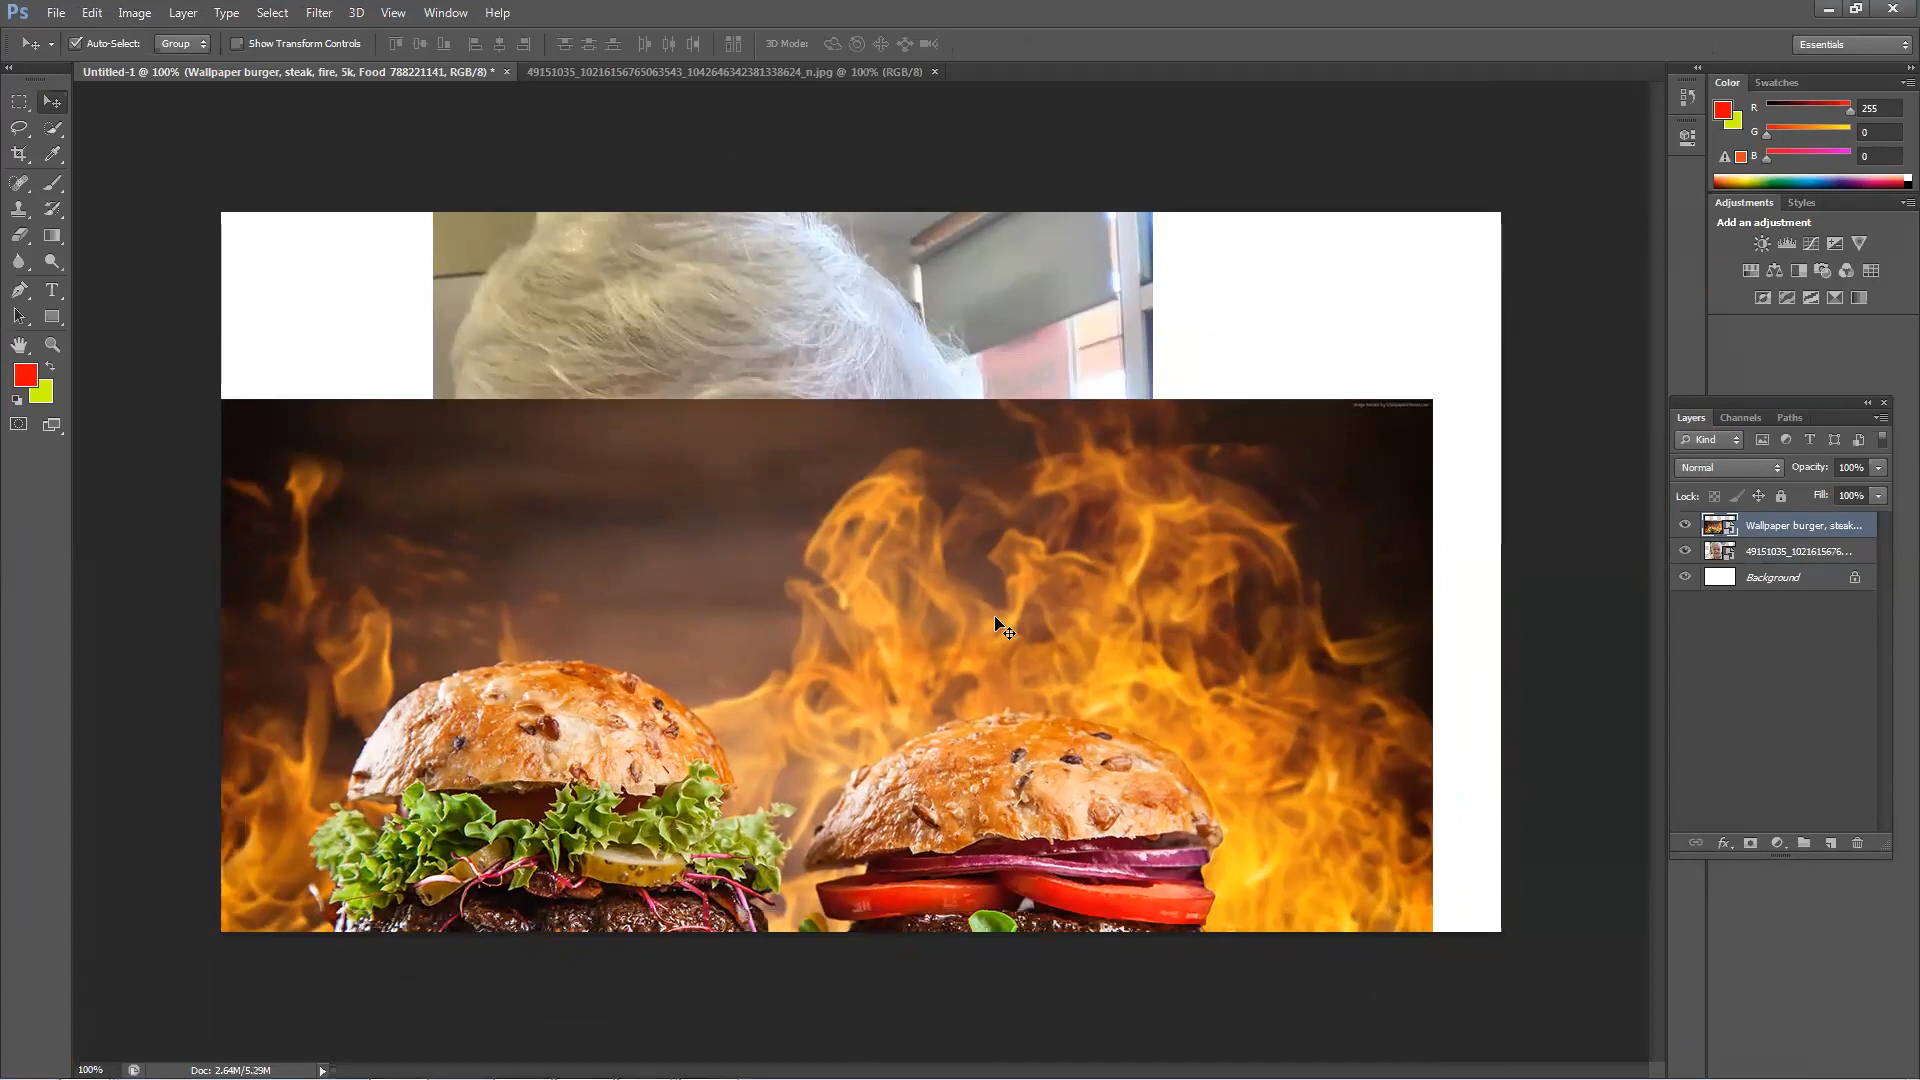 Ps File Edit Image Layer Type Select Filter 3D View Window Help
Auto-Select: Group Show Transform Controls 3D Mode: Essentials
Untitled-1 @ 100% (Wallpaper burger, steak, fire, 5k, Food 788221141, RGB/8) * × 49151035_10216156765063543_1042646342381338624_n.jpg @ 100% (RGB/8) ×
Color Swatches
R 255
G 0
B 0
Adjustments Styles
Add an adjustment
Layers Channels Paths
Kind
Normal Opacity: 100%
Lock: Fill: 100%
Wallpaper burger, steak...
49151035_1021615676...
Background
100% Doc: 2.64M/5.29M